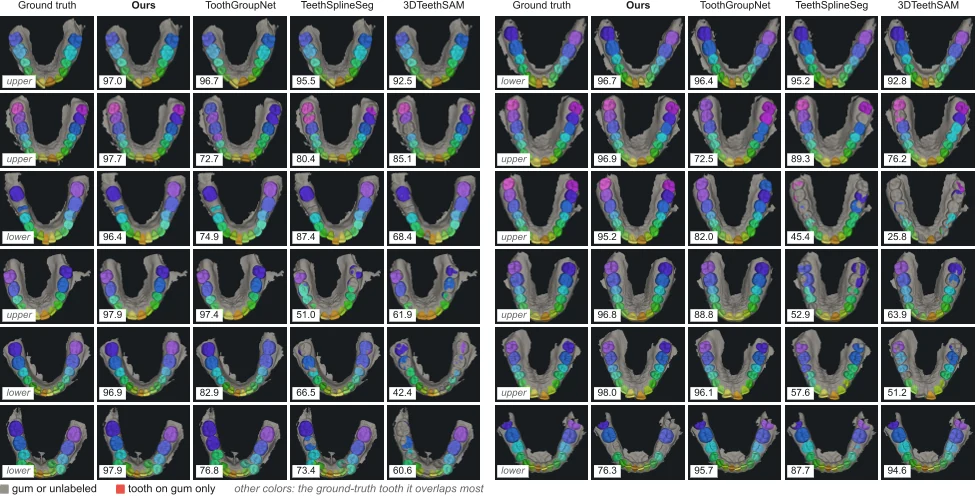 Ground truth Ours ToothGroupNet TeethSplineSeg 3DTeethSAM Ground truth Ours ToothGroupNet TeethSplineSeg 3DTeethSAM
upper 97.0 96.7 95.5 92.5 lower 96.7 96.4 95.2 92.8
upper 97.7 72.7 80.4 85.1 upper 96.9 72.5 89.3 76.2
lower 96.4 74.9 87.4 68.4 upper 95.2 82.0 45.4 25.8
upper 97.9 97.4 51.0 61.9 upper 96.8 88.8 52.9 63.9
lower 96.9 82.9 66.5 42.4 upper 98.0 96.1 57.6 51.2
lower 97.9 76.8 73.4 60.6 lower 76.3 95.7 87.7 94.6
gum or unlabeled tooth on gum only other colors: the ground-truth tooth it overlaps most